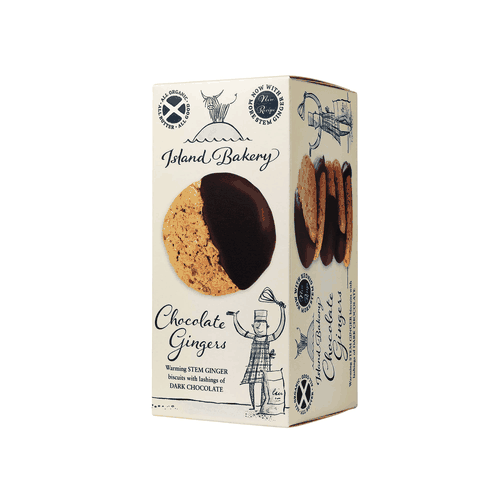 ALL ORGANIC · ALL BUTTER · ALL GOOD ·
MOM NOW WITH MORE STEM GINGER
New Recipe
Island Bakery
Chocolate
Gingers
Warming STEM GINGER
biscuits with lashings of
DARK CHOCOLATE
Island Bakery
Chocolate
Gingers